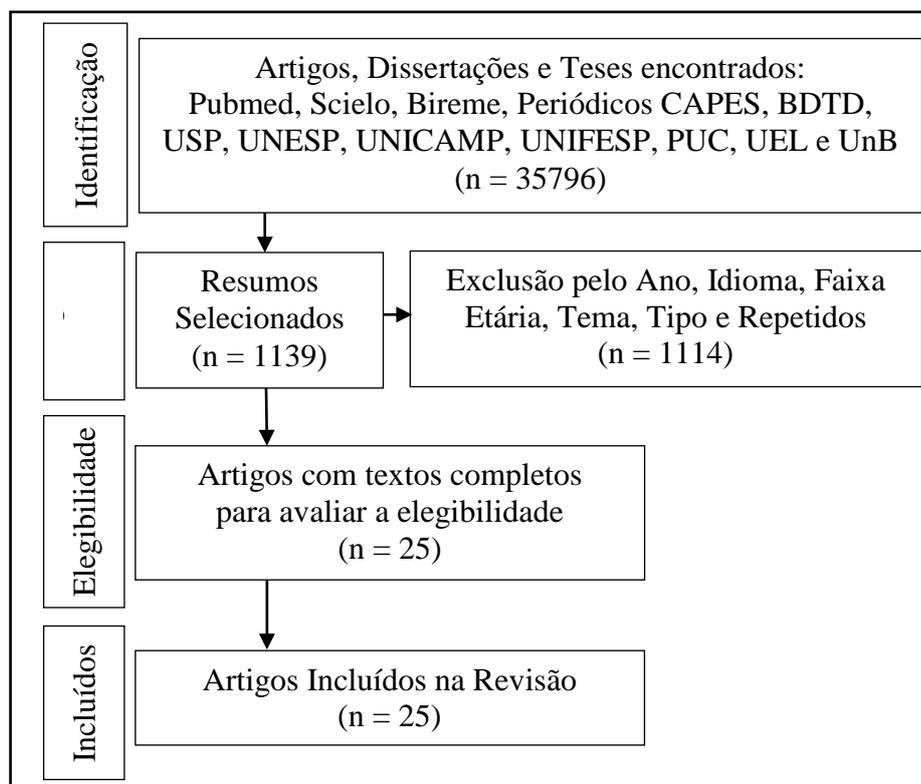 Identificação
Artigos, Dissertações e Teses encontrados:
Pubmed, Scielo, Bireme, Periódicos CAPES, BDTD,
USP, UNESP, UNICAMP, UNIFESP, PUC, UEL e UnB
(n = 35796)
Resumos
Selecionados
(n = 1139)
Exclusão pelo Ano, Idioma, Faixa
Etária, Tema, Tipo e Repetidos
(n = 1114)
Elegibilidade
Artigos com textos completos
para avaliar a elegibilidade
(n = 25)
Incluídos
Artigos Incluídos na Revisão
(n = 25)